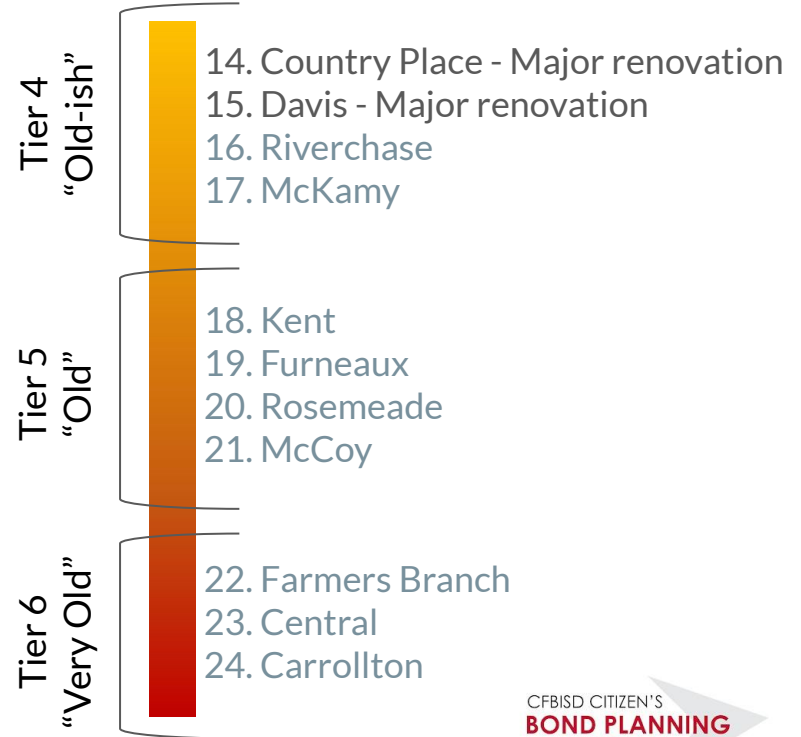 Tier 4
“Old-ish”
14. Country Place - Major renovation
15. Davis - Major renovation
16. Riverchase
17. McKamy
Tier 5
“Old”
18. Kent
19. Furneaux
20. Rosemeade
21. McCoy
Tier 6
“Very Old”
22. Farmers Branch
23. Central
24. Carrollton
CFBISD CITIZEN’S
BOND PLANNING